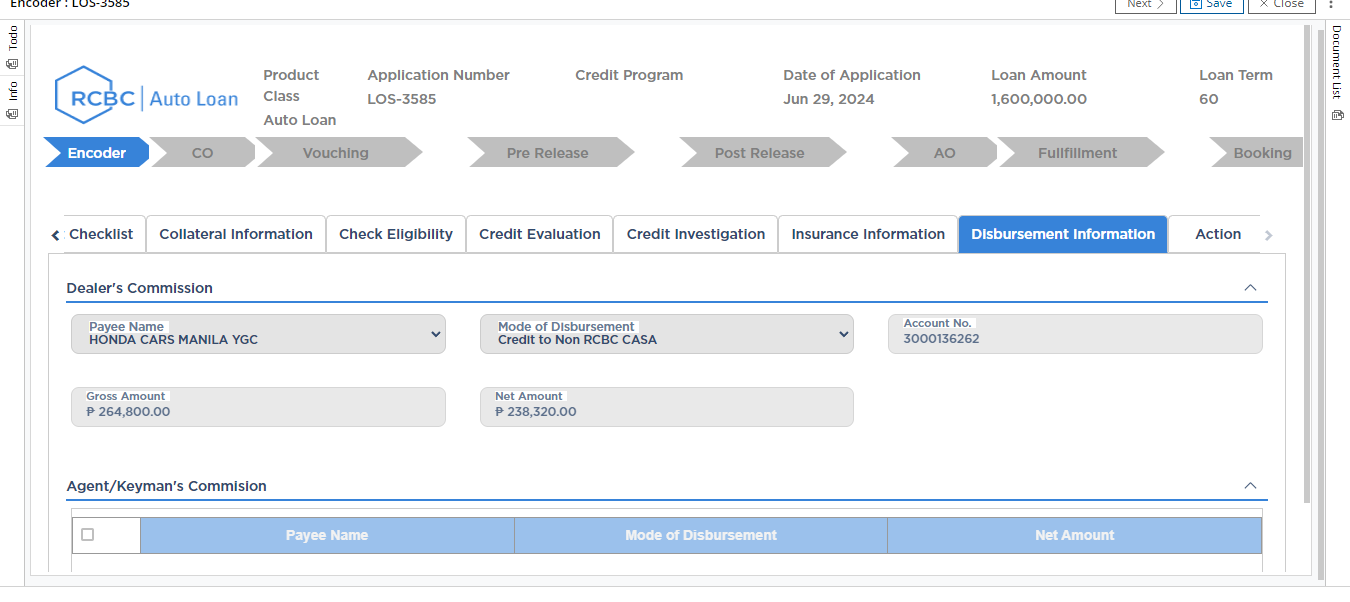 Encoder : LOS-3585
Next
Save
Close
Todo
Info
Document List
RCBC Auto Loan
Product Class
Auto Loan
Application Number
LOS-3585
Credit Program
Date of Application
Jun 29, 2024
Loan Amount
1,600,000.00
Loan Term
60
Encoder
CO
Vouching
Pre Release
Post Release
AO
Fullfillment
Booking
Checklist
Collateral Information
Check Eligibility
Credit Evaluation
Credit Investigation
Insurance Information
Disbursement Information
Action
Dealer's Commission
Payee Name
HONDA CARS MANILA YGC
Mode of Disbursement
Credit to Non RCBC CASA
Account No.
3000136262
Gross Amount
₱ 264,800.00
Net Amount
₱ 238,320.00
Agent/Keyman's Commision
Payee Name
Mode of Disbursement
Net Amount